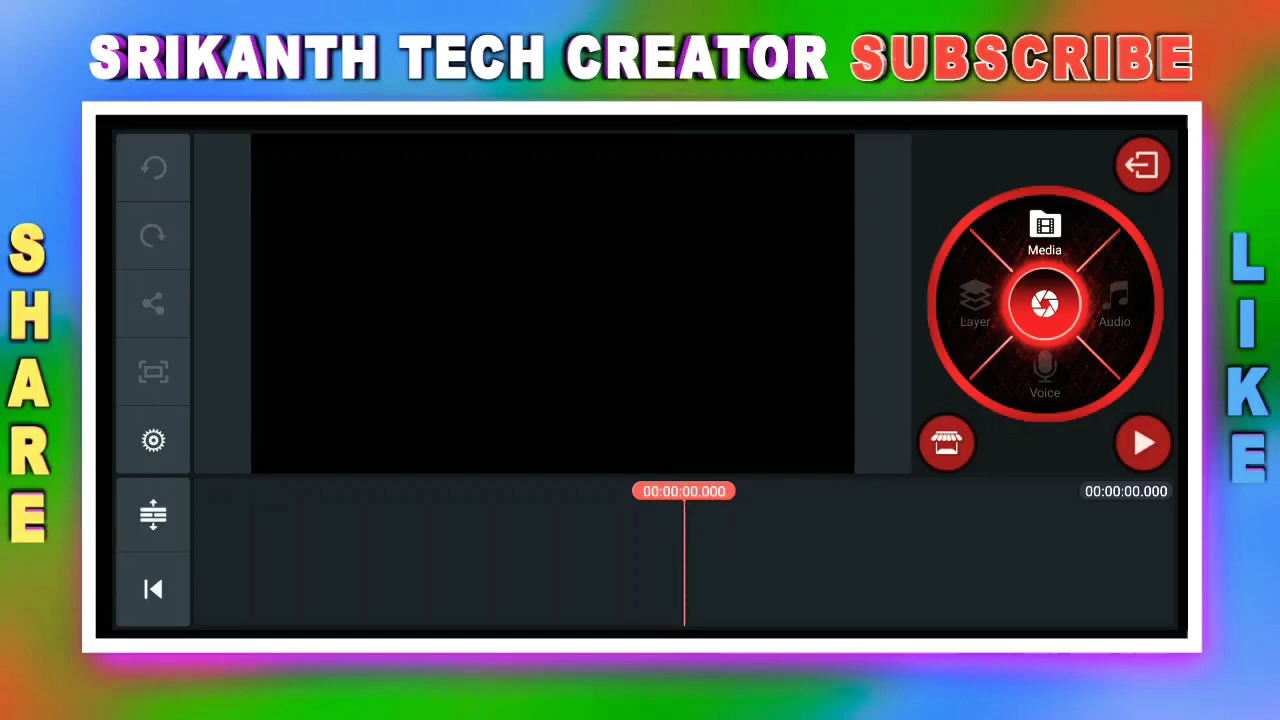 SRIKANTH TECH CREATOR SUBSCRIBE
SHARE
Media
Layer
Audio
Voice
LIKE
00:00:00.000
00:00:00.000